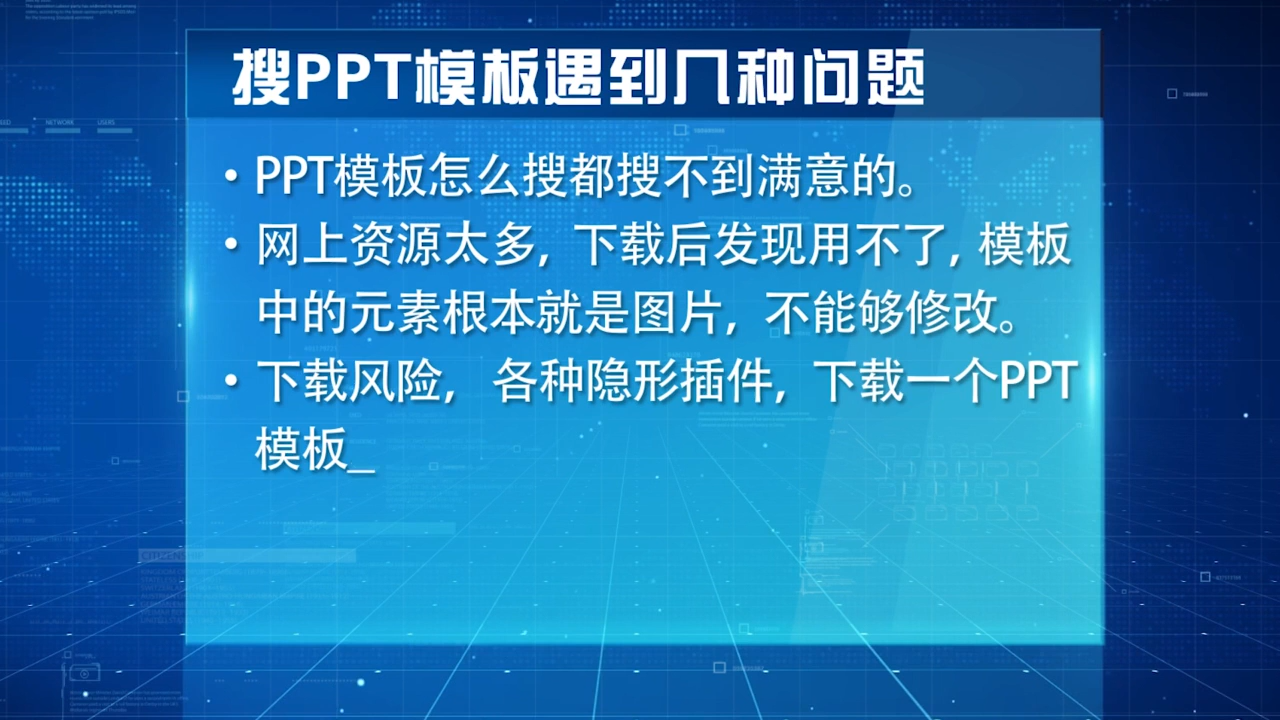 搜PPT模板遇到几种问题
• PPT模板怎么搜都搜不到满意的。
• 网上资源太多, 下载后发现用不了, 模板
中的元素根本就是图片, 不能够修改。
• 下载风险, 各种隐形插件, 下载一个PPT
模板_
NETWORK
USERS
CITIZENSHIP